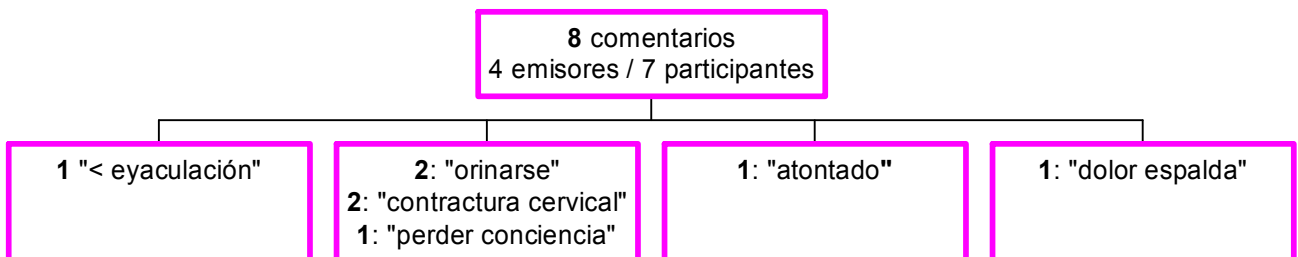 8 comentarios
4 emisores / 7 participantes
1 "< eyaculación"
2: "orinarse"
2: "contractura cervical"
1: "perder conciencia"
1: "atontado"
1: "dolor espalda"